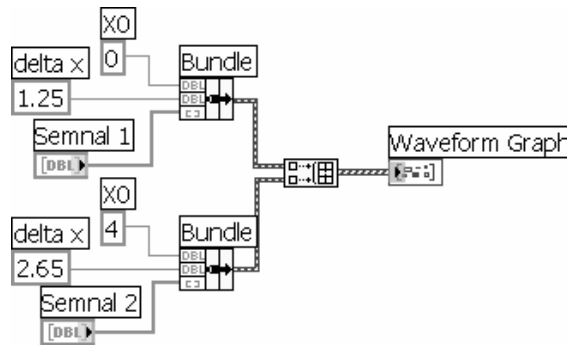 X0
0
Bundle
delta x
1.25
DBL
DBL
[ ]
Semnal 1
[DBL]
Waveform Graph
X0
4
Bundle
delta x
2.65
DBL
DBL
[ ]
Semnal 2
[DBL]